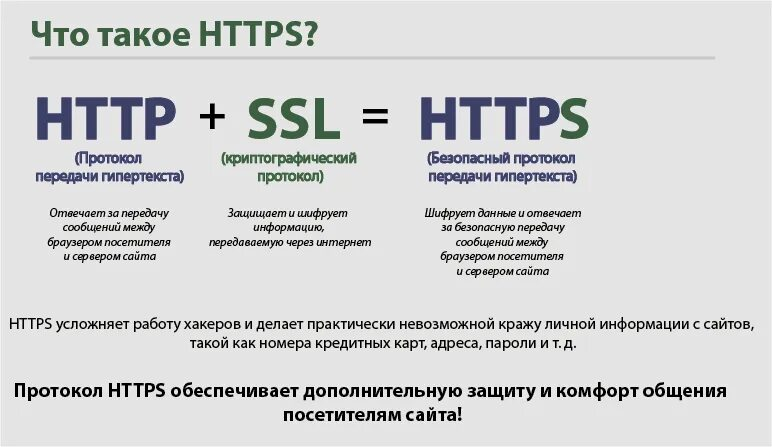 Что такое HTTPS?
HTTP + SSL = HTTPS
(Протокол
передачи гипертекста)
(криптографический
протокол)
(Безопасный протокол
передачи гипертекста)
Отвечает за передачу
сообщений между
браузером посетителя
и сервером сайта
Защищает и шифрует
информацию,
передаваемую через интернет
Шифрует данные и отвечает
за безопасную передачу
сообщений между
браузером посетителя
и сервером сайта
HTTPS усложняет работу хакеров и делает практически невозможной кражу личной информации с сайтов,
такой как номера кредитных карт, адреса, пароли и т. д.
Протокол HTTPS обеспечивает дополнительную защиту и комфорт общения
посетителям сайта!